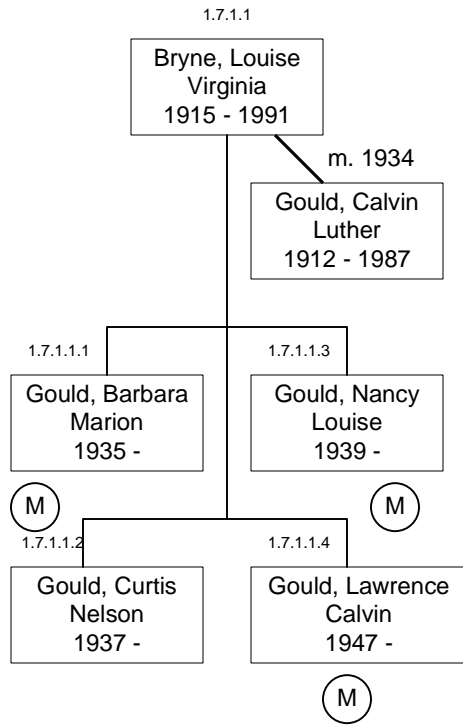 1.7.1.1
Bryne, Louise
Virginia
1915 - 1991
m. 1934
Gould, Calvin
Luther
1912 - 1987
1.7.1.1.1
Gould, Barbara
Marion
1935 -
M
1.7.1.1.3
Gould, Nancy
Louise
1939 -
M
1.7.1.1.2
Gould, Curtis
Nelson
1937 -
1.7.1.1.4
Gould, Lawrence
Calvin
1947 -
M